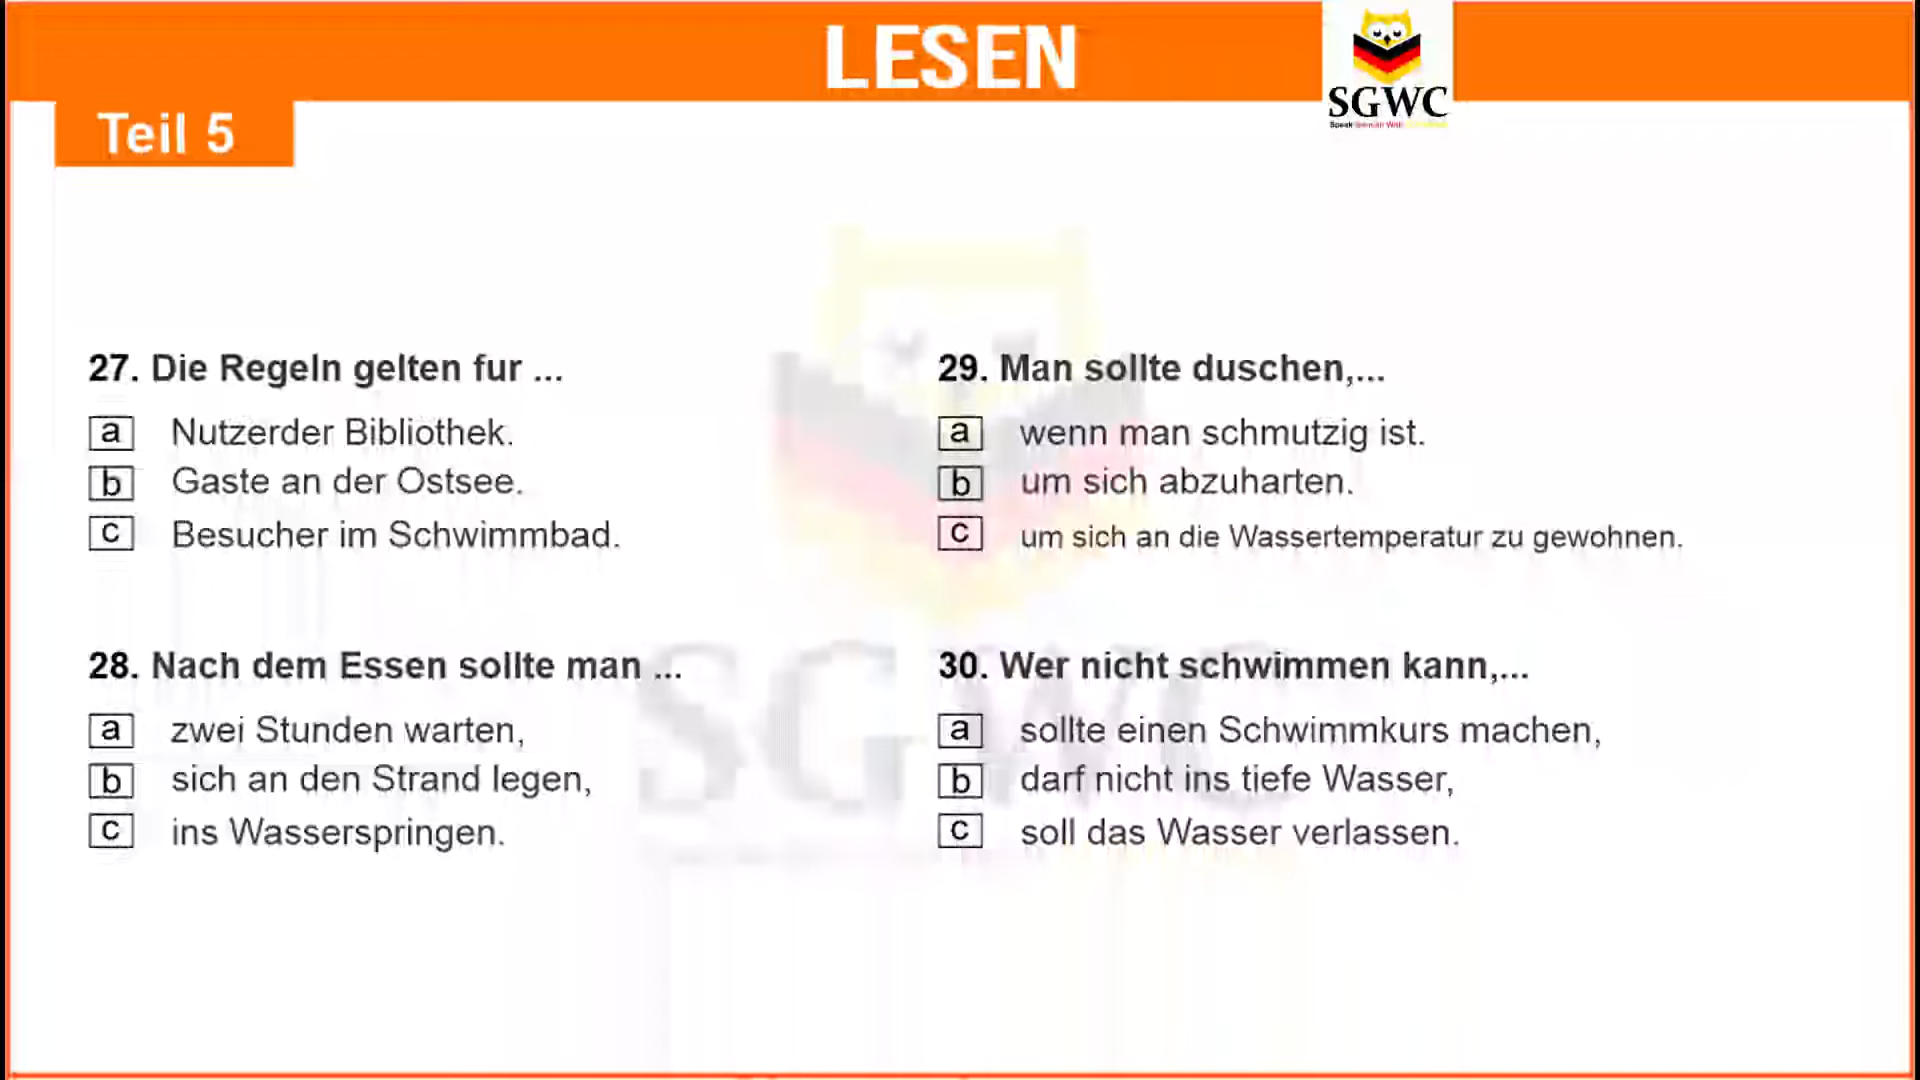 LESEN
SGWC
Teil 5
27. Die Regeln gelten fur ...
a Nutzerder Bibliothek.
b Gaste an der Ostsee.
c Besucher im Schwimmbad.
28. Nach dem Essen sollte man ...
a zwei Stunden warten,
b sich an den Strand legen,
c ins Wasserspringen.
29. Man sollte duschen,...
a wenn man schmutzig ist.
b um sich abzuharten.
c um sich an die Wassertemperatur zu gewohnen.
30. Wer nicht schwimmen kann,...
a sollte einen Schwimmkurs machen,
b darf nicht ins tiefe Wasser,
c soll das Wasser verlassen.
SGWC